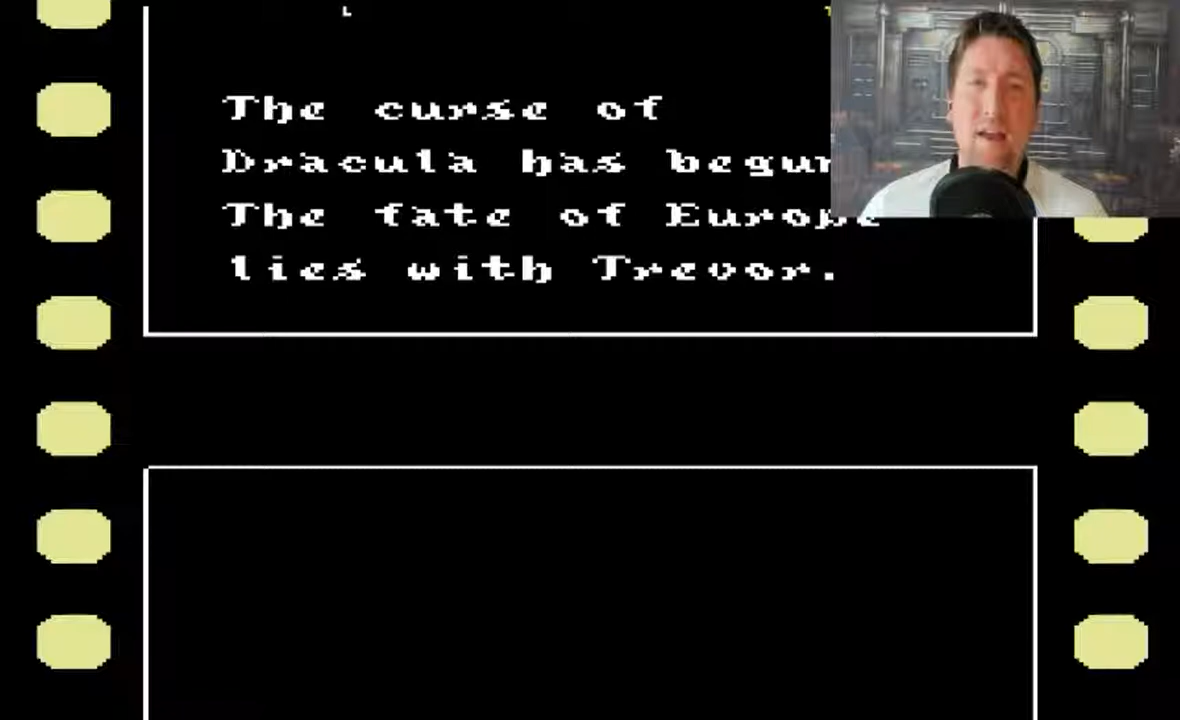 The curse of
Dracula has begun
The fate of Europe
lies with Trevor.